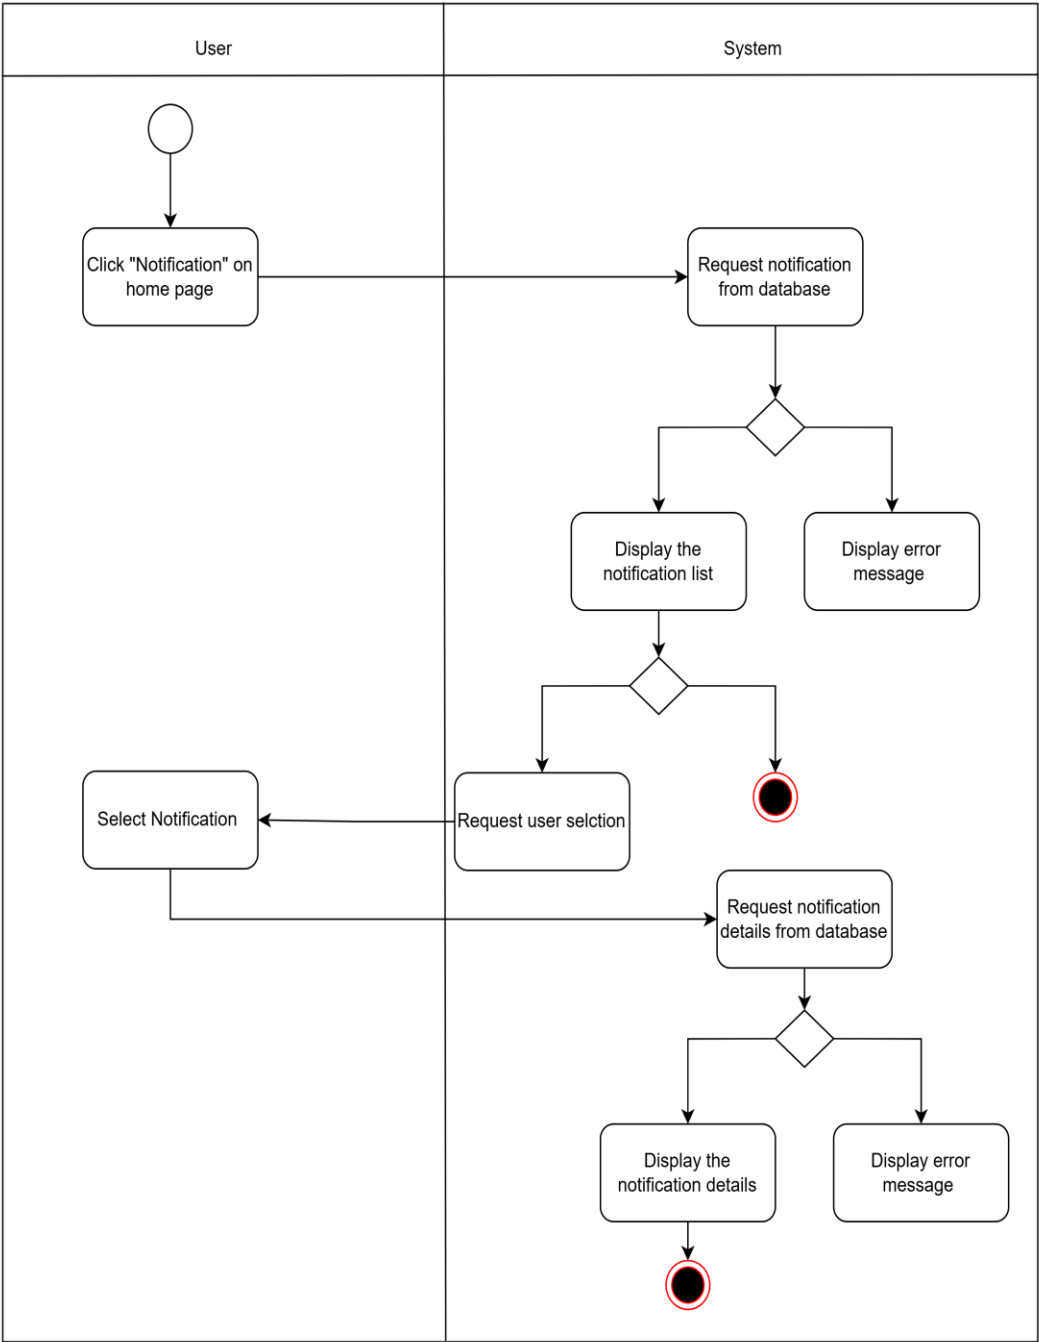 User
System
Click "Notification" on
home page
Request notification
from database
Display the
notification list
Display error
message
Select Notification
Request user selction
Request notification
details from database
Display the
notification details
Display error
message